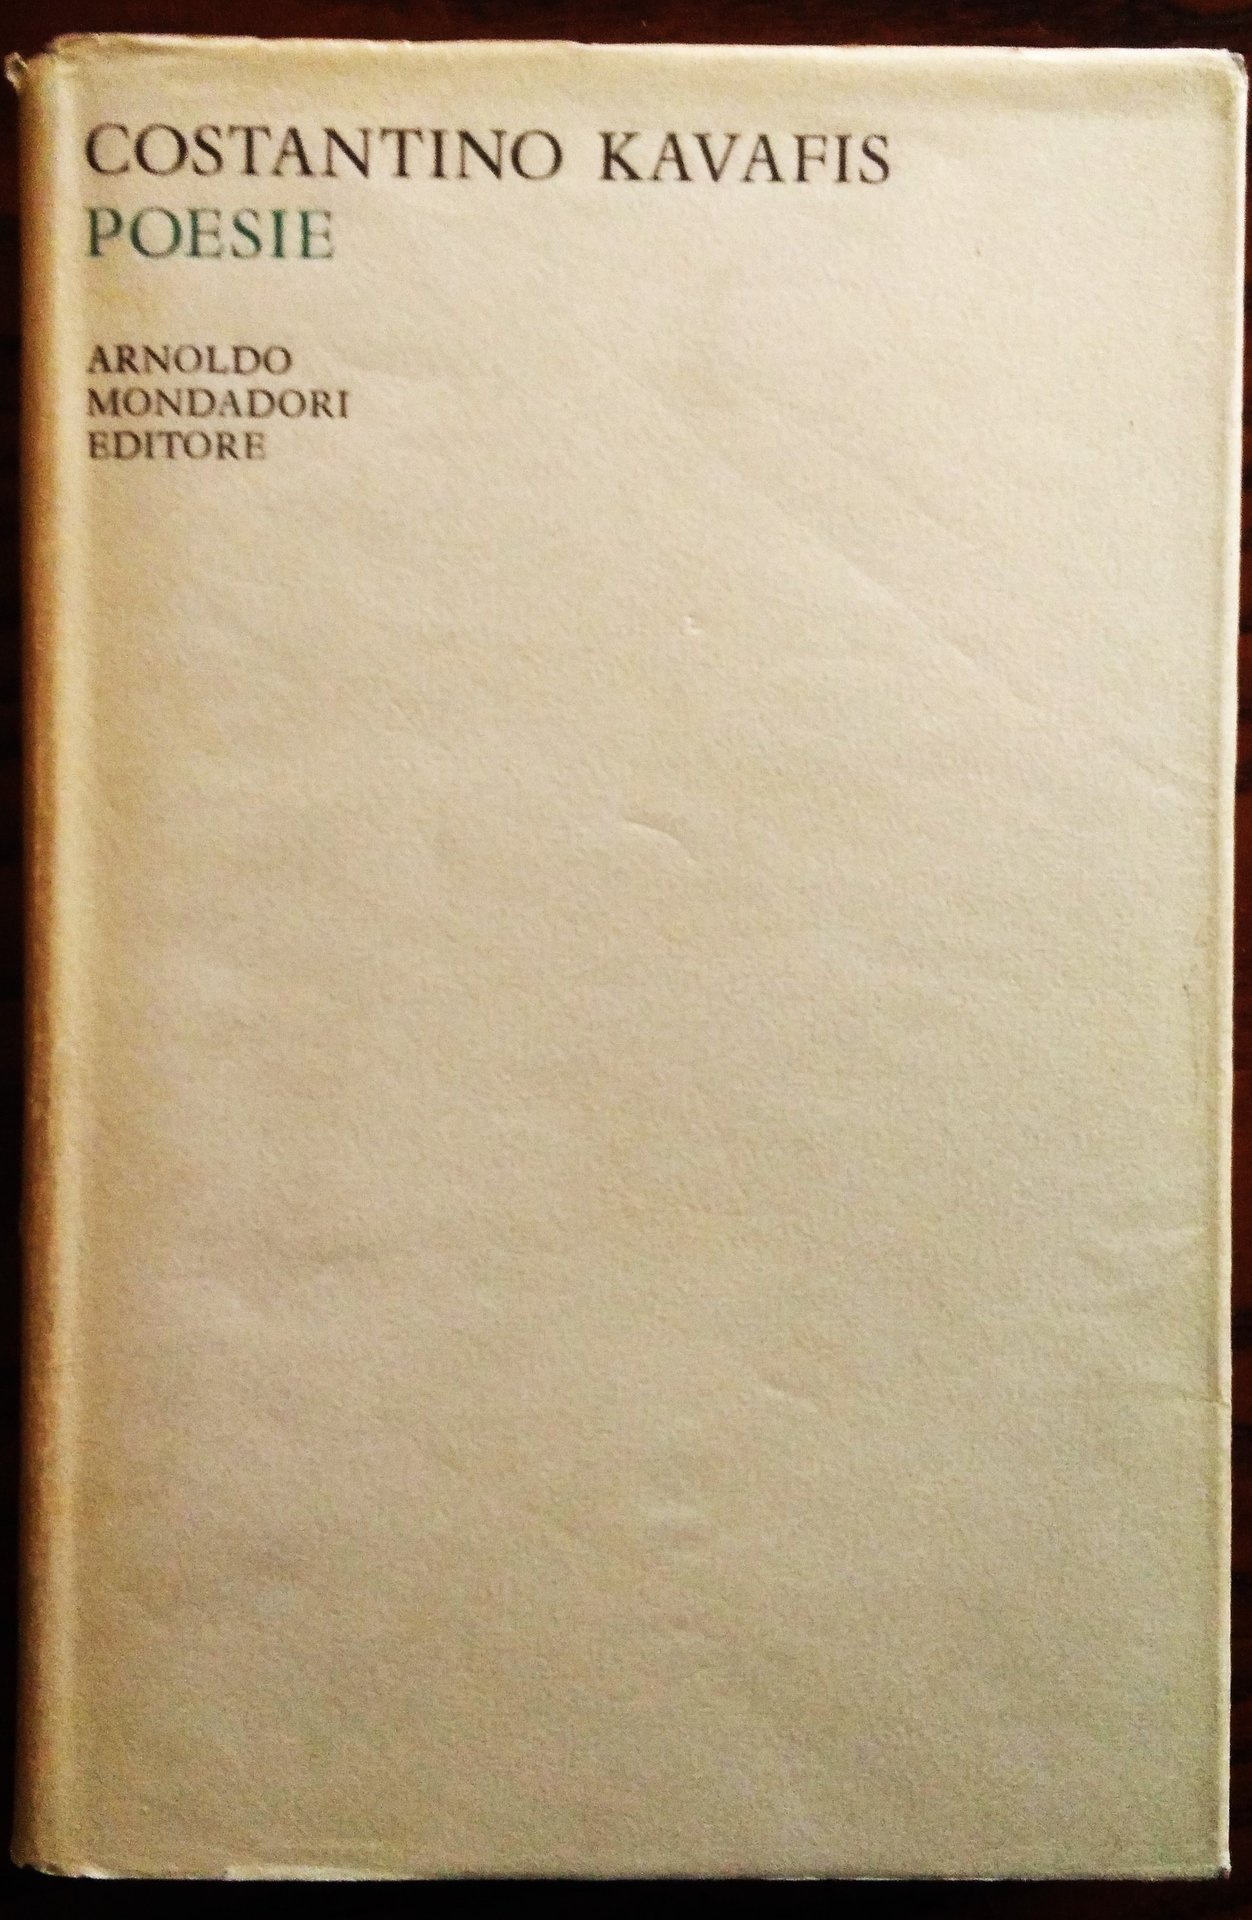 COSTANTINO KAVAFIS
POESIE
ARNOLDO
MONDADORI
EDITORE